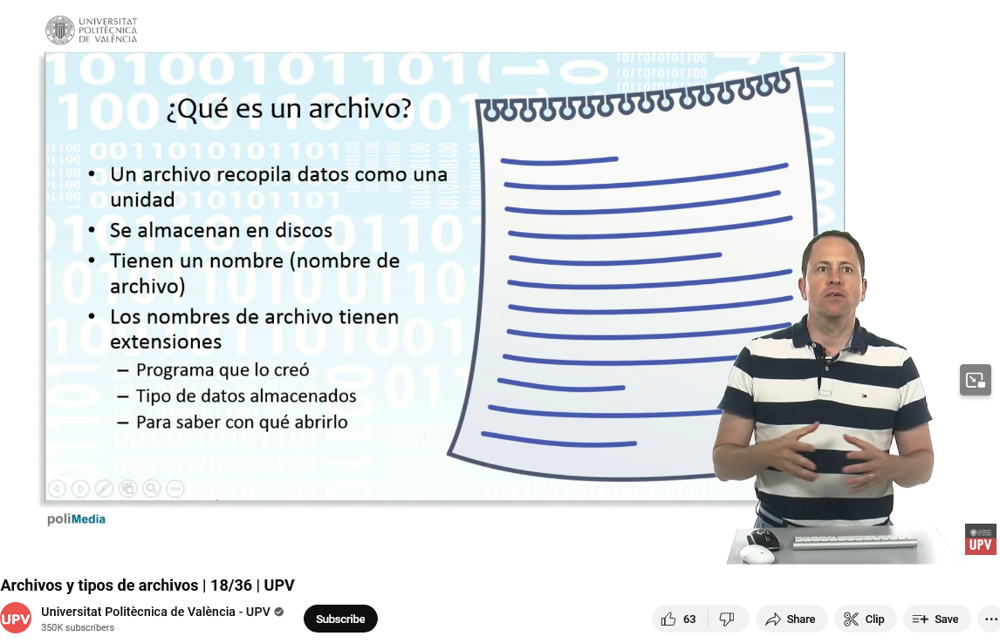 UNIVERSITAT
POLITÈCNICA
DE VALÈNCIA
¿Qué es un archivo?
• Un archivo recopila datos como una
unidad
• Se almacenan en discos
• Tienen un nombre (nombre de
archivo)
• Los nombres de archivo tienen
extensiones
– Programa que lo creó
– Tipo de datos almacenados
– Para saber con qué abrirlo
poliMedia
UPV
Archivos y tipos de archivos | 18/36 | UPV
UPV
Universitat Politècnica de València - UPV
350K subscribers
Subscribe
63
Share
Clip
Save